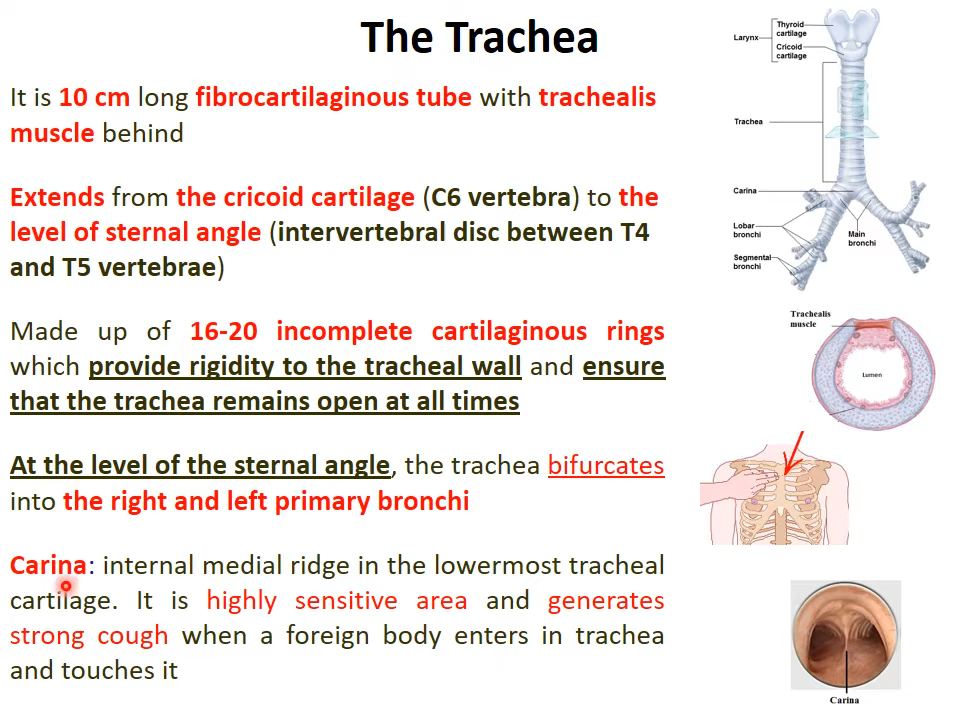 The Trachea
It is 10 cm long fibrocartilaginous tube with trachealis
muscle behind
Extends from the cricoid cartilage (C6 vertebra) to the
level of sternal angle (intervertebral disc between T4
and T5 vertebrae)
Made up of 16-20 incomplete cartilaginous rings
which provide rigidity to the tracheal wall and ensure
that the trachea remains open at all times
At the level of the sternal angle, the trachea bifurcates
into the right and left primary bronchi
Carina: internal medial ridge in the lowermost tracheal
cartilage. It is highly sensitive area and generates
strong cough when a foreign body enters in trachea
and touches it
Larynx
Thyroid
cartilage
Cricoid
cartilage
Trachea
Carina
Lobar
bronchi
Main
bronchi
Segmental
bronchi
Trachealis
muscle
Lumen
Carina